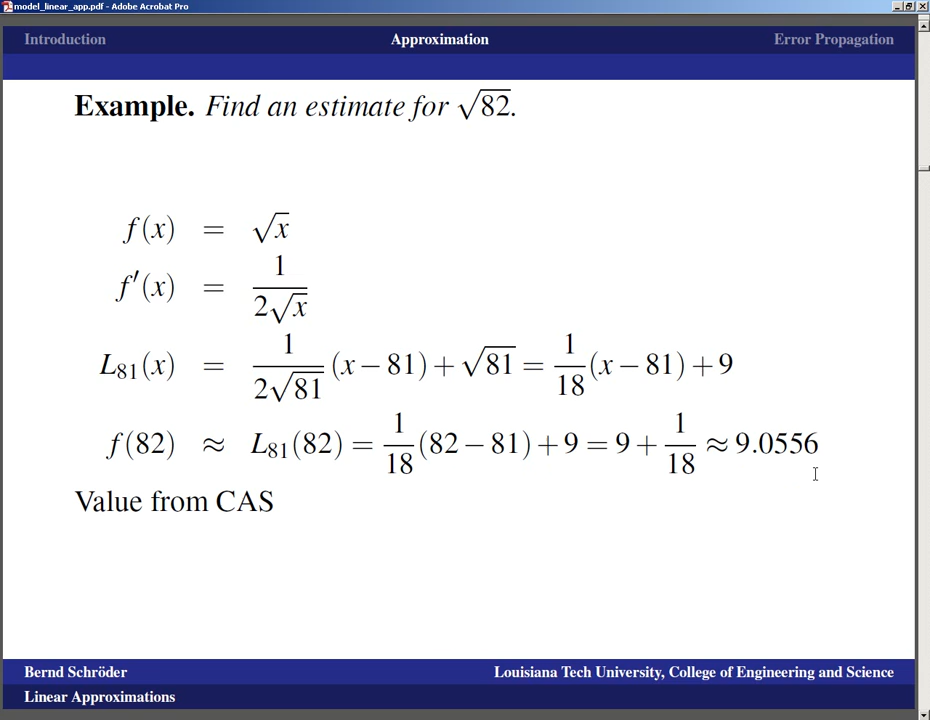 model_linear_app.pdf - Adobe Acrobat Pro
Introduction Approximation Error Propagation
Example. Find an estimate for √82.
f(x) = √x
f′(x) = 1/(2√x)
L₈₁(x) = 1/(2√81) (x − 81) + √81 = 1/18 (x − 81) + 9
f(82) ≈ L₈₁(82) = 1/18 (82 − 81) + 9 = 9 + 1/18 ≈ 9.0556
Value from CAS
Bernd Schröder Louisiana Tech University, College of Engineering and Science
Linear Approximations